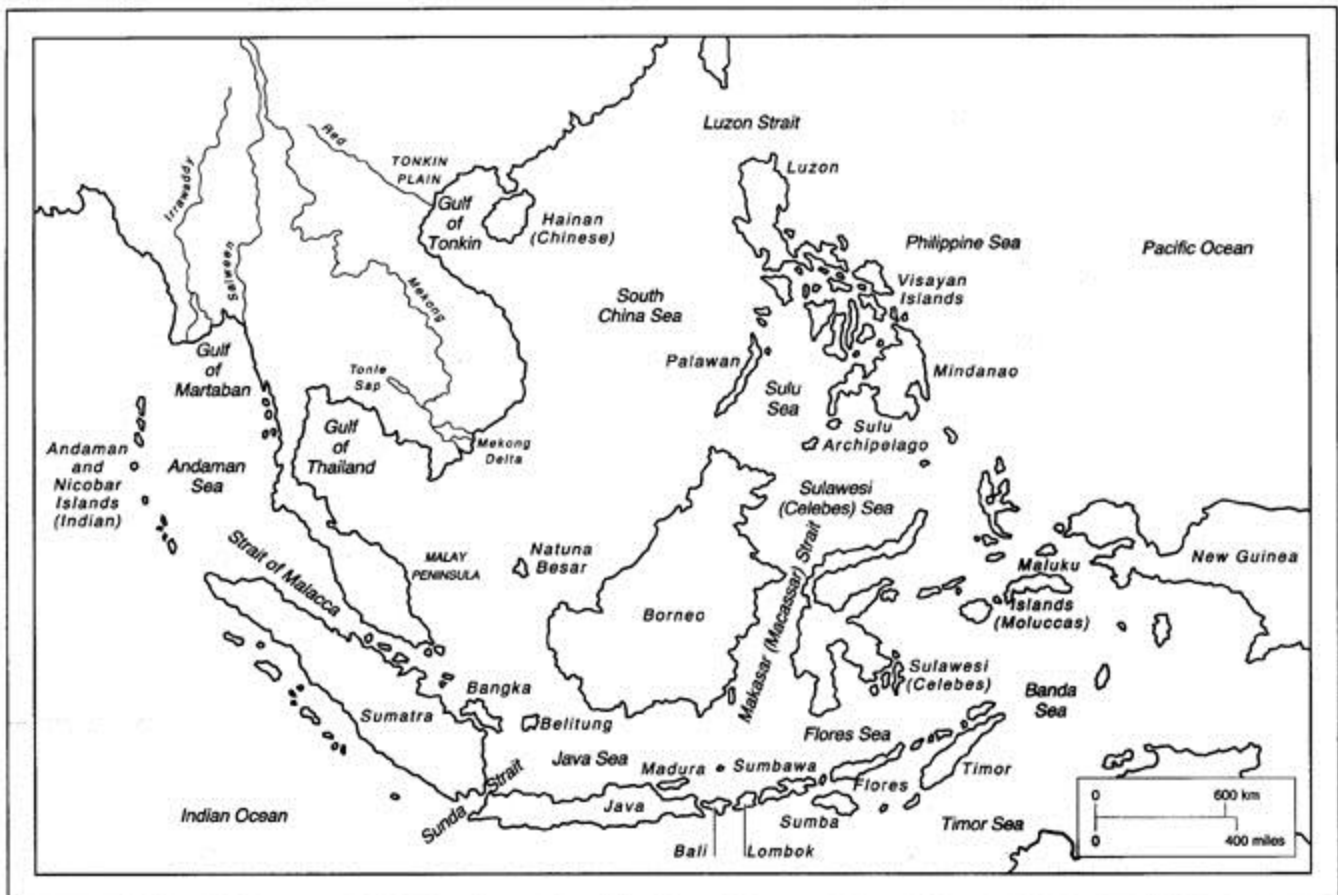 Luzon Strait
Red
TONKIN
PLAIN
Luzon
Irrawaddy
Gulf
of
Tonkin
Hainan
(Chinese)
Philippine Sea
Pacific Ocean
Salween
Mekong
South
China Sea
Visayan
Islands
Gulf
of
Martaban
Tonle
Sap
Palawan
Sulu
Sea
Mindanao
Gulf
of
Thailand
Mekong
Delta
Sulu
Archipelago
Andaman
and
Nicobar
Islands
(Indian)
Andaman
Sea
Sulawesi
(Celebes) Sea
Strait of Malacca
MALAY
PENINSULA
Natuna
Besar
Makasar (Macassar) Strait
New Guinea
Maluku
Islands
(Moluccas)
Borneo
Sulawesi
(Celebes)
Banda
Sea
Sumatra
Bangka
Belitung
Flores Sea
Java Sea
Madura
Sumbawa
Flores
Timor
Sunda Strait
Java
Sumba
Indian Ocean
Timor Sea
Bali
Lombok
0 600 km
0 400 miles